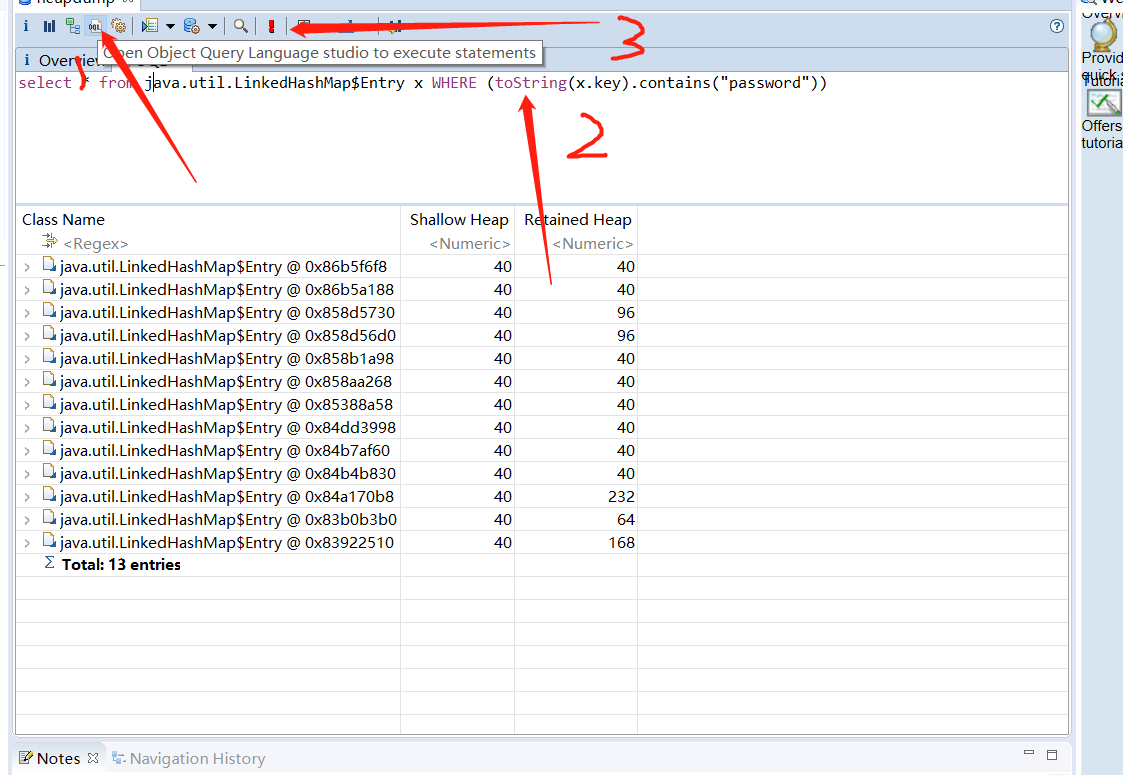 heapdump
3
Open Object Query Language studio to execute statements
i Overview
1
select * from java.util.LinkedHashMap$Entry x WHERE (toString(x.key).contains("password"))
2
Class Name Shallow Heap Retained Heap
<Regex> <Numeric> <Numeric>
java.util.LinkedHashMap$Entry @ 0x86b5f6f8 40 40
java.util.LinkedHashMap$Entry @ 0x86b5a188 40 40
java.util.LinkedHashMap$Entry @ 0x858d5730 40 96
java.util.LinkedHashMap$Entry @ 0x858d56d0 40 96
java.util.LinkedHashMap$Entry @ 0x858b1a98 40 40
java.util.LinkedHashMap$Entry @ 0x858aa268 40 40
java.util.LinkedHashMap$Entry @ 0x85388a58 40 40
java.util.LinkedHashMap$Entry @ 0x84dd3998 40 40
java.util.LinkedHashMap$Entry @ 0x84b7af60 40 40
java.util.LinkedHashMap$Entry @ 0x84b4b830 40 40
java.util.LinkedHashMap$Entry @ 0x84a170b8 40 232
java.util.LinkedHashMap$Entry @ 0x83b0b3b0 40 64
java.util.LinkedHashMap$Entry @ 0x83922510 40 168
Σ Total: 13 entries
Notes Navigation History
Overvi
Provid
quick s
Tutoria
Offers
tutoria